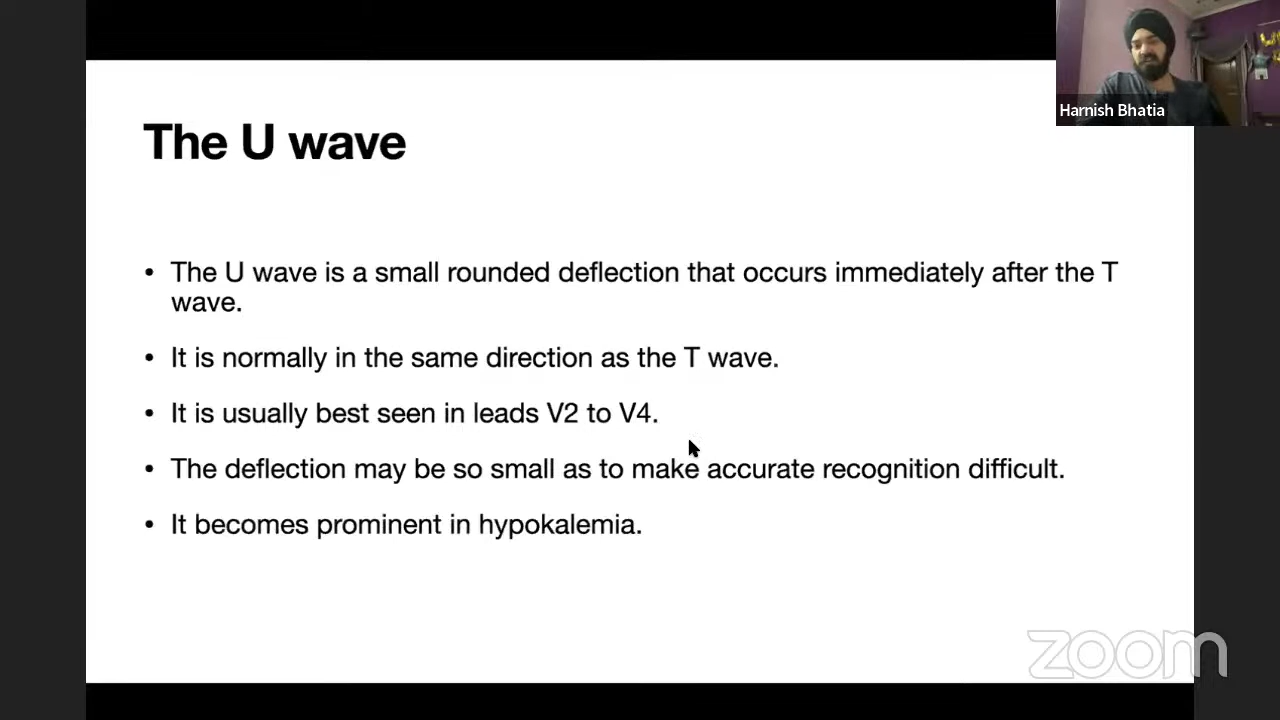 Harnish Bhatia
The U wave
• The U wave is a small rounded deflection that occurs immediately after the T
wave.
• It is normally in the same direction as the T wave.
• It is usually best seen in leads V2 to V4.
• The deflection may be so small as to make accurate recognition difficult.
• It becomes prominent in hypokalemia.
zoom